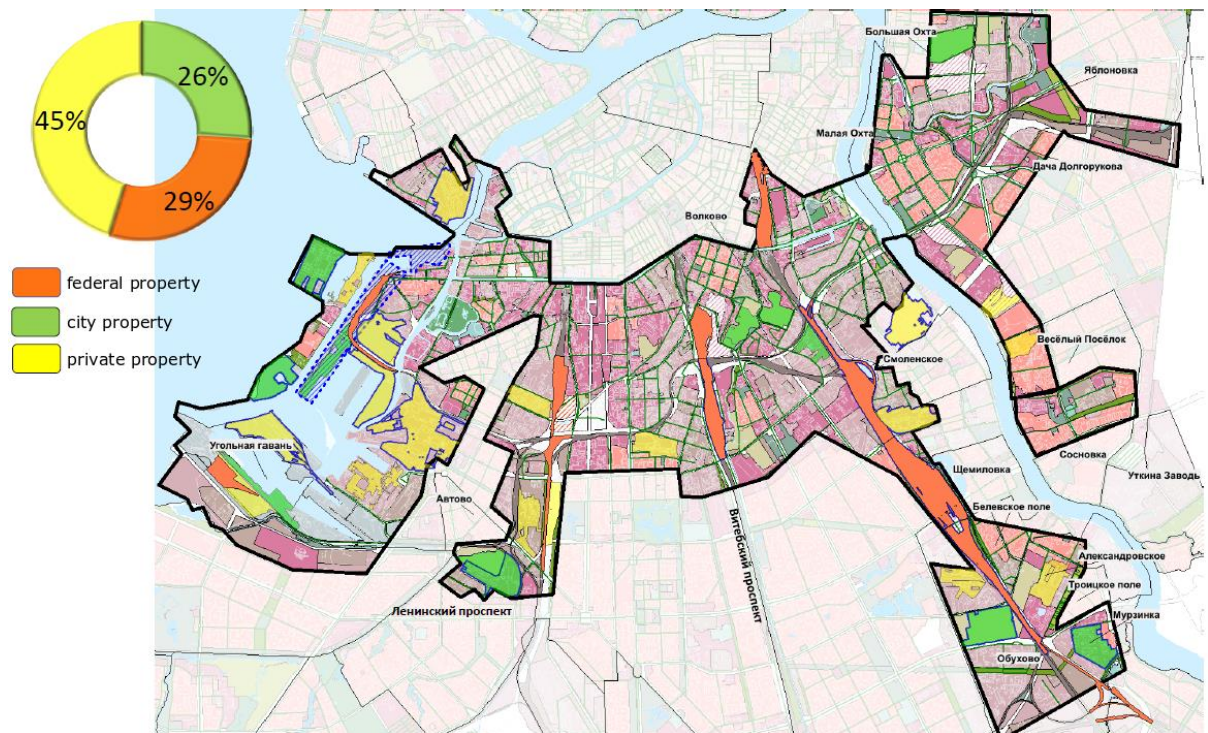 26%
45%
29%
federal property
city property
private property
Большая Охта
Яблоновка
Малая Охта
Дача Долгорукова
Волково
Весёлый Посёлок
Смоленское
Угольная гавань
Сосновка
Щемиловка
Уткина Заводь
Автово
Белевское поле
Витебский проспект
Александровское
Троицкое поле
Ленинский проспект
Мурзинка
Обухово